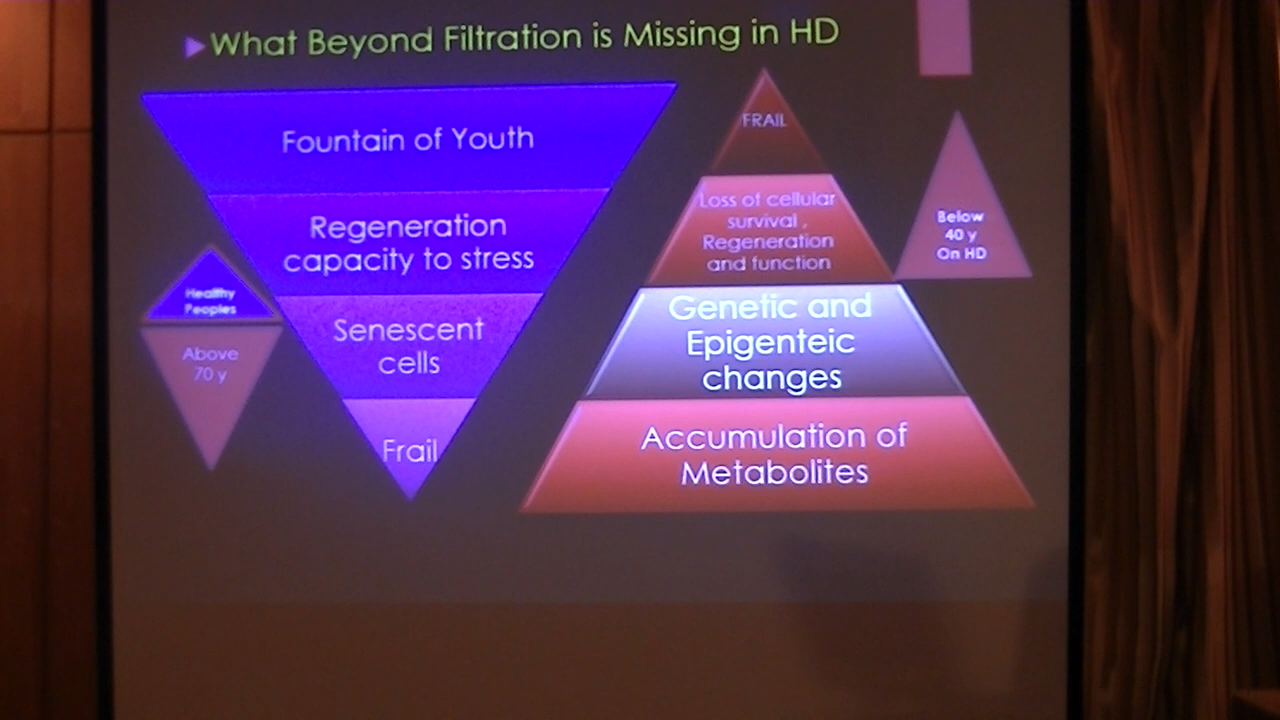 What Beyond Filtration is Missing in HD
Fountain of Youth
Regeneration
capacity to stress
Senescent
cells
Frail
Healthy
Peoples
Above
70 y
FRAIL
Loss of cellular
survival ,
Regeneration
and function
Genetic and
Epigenteic
changes
Accumulation of
Metabolites
Below
40 y
On HD